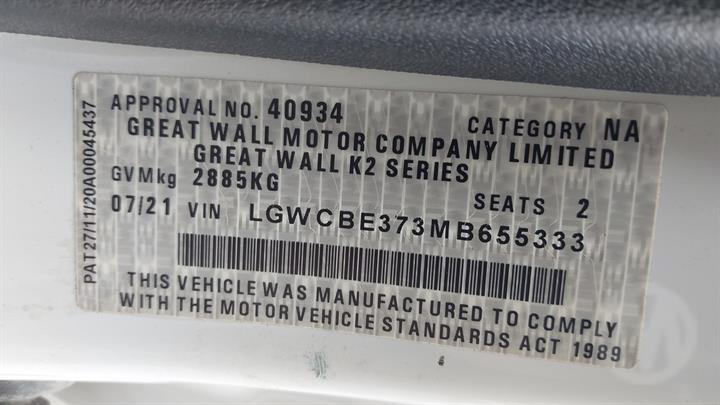 APPROVAL NO. 40934 CATEGORY NA
GREAT WALL MOTOR COMPANY LIMITED
GREAT WALL K2 SERIES
GVMkg 2885KG SEATS 2
07/21 VIN LGWCBE373MB655333
THIS VEHICLE WAS MANUFACTURED TO COMPLY
WITH THE MOTOR VEHICLE STANDARDS ACT 1989
PAT27/11/20A00045437